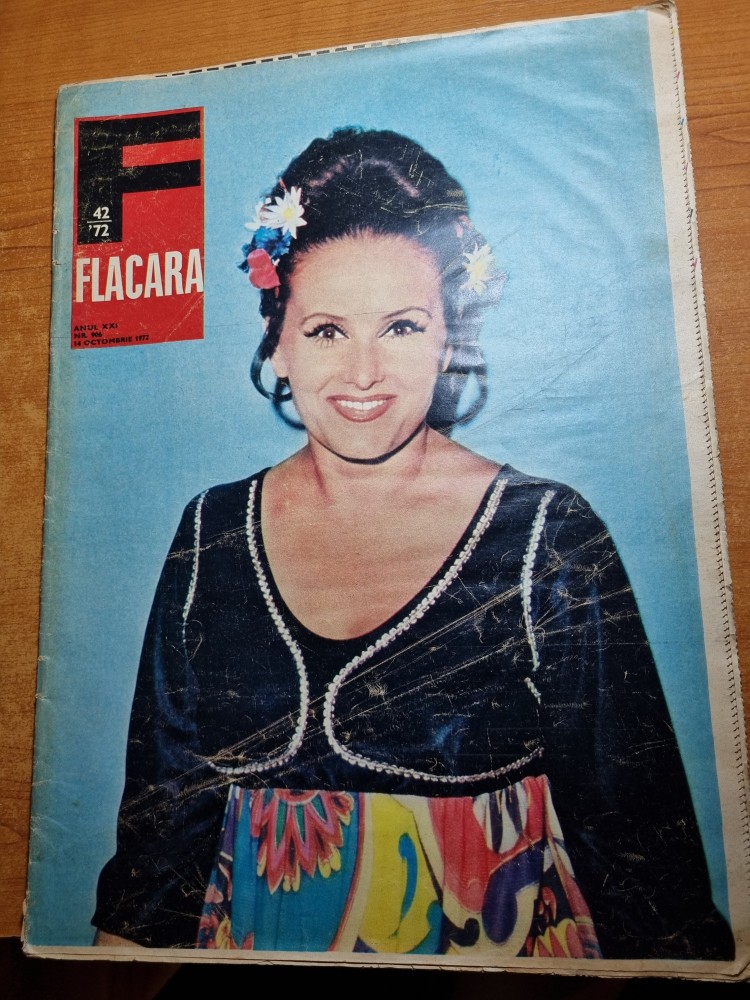 F
42
'72
FLACARA
ANUL XXI
NR. 906
14 OCTOMBRIE 1972